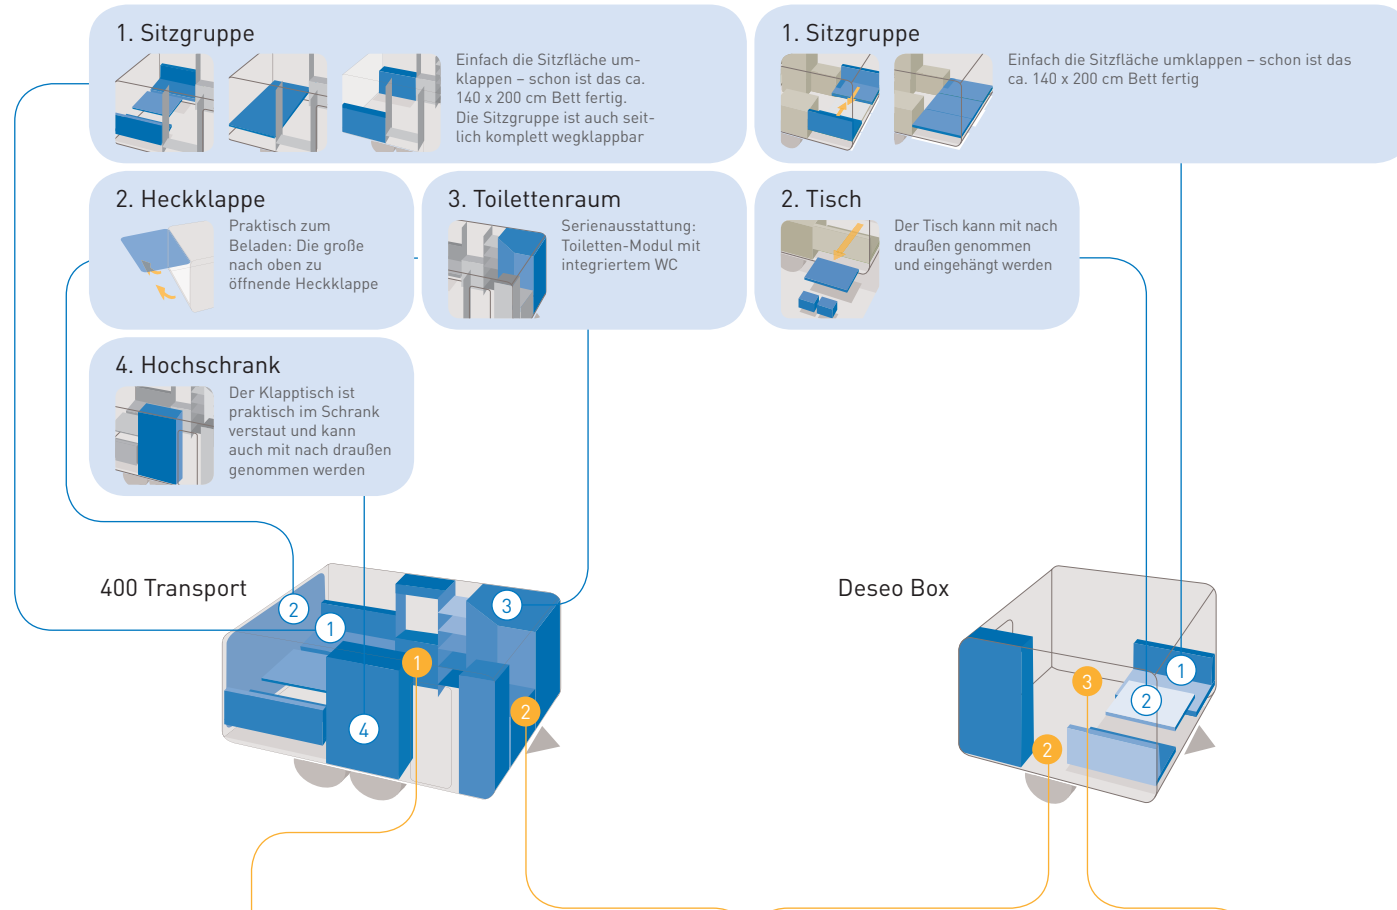 1. Sitzgruppe
Einfach die Sitzfläche um-
klappen – schon ist das ca.
140 x 200 cm Bett fertig.
Die Sitzgruppe ist auch seit-
lich komplett wegklappbar
1. Sitzgruppe
Einfach die Sitzfläche umklappen – schon ist das
ca. 140 x 200 cm Bett fertig
2. Heckklappe
Praktisch zum
Beladen: Die große
nach oben zu
öffnende Heckklappe
3. Toilettenraum
Serienausstattung:
Toiletten-Modul mit
integriertem WC
2. Tisch
Der Tisch kann mit nach
draußen genommen
und eingehängt werden
4. Hochschrank
Der Klapptisch ist
praktisch im Schrank
verstaut und kann
auch mit nach draußen
genommen werden
400 Transport
2
1
3
1
2
4
Deseo Box
1
3
2
2